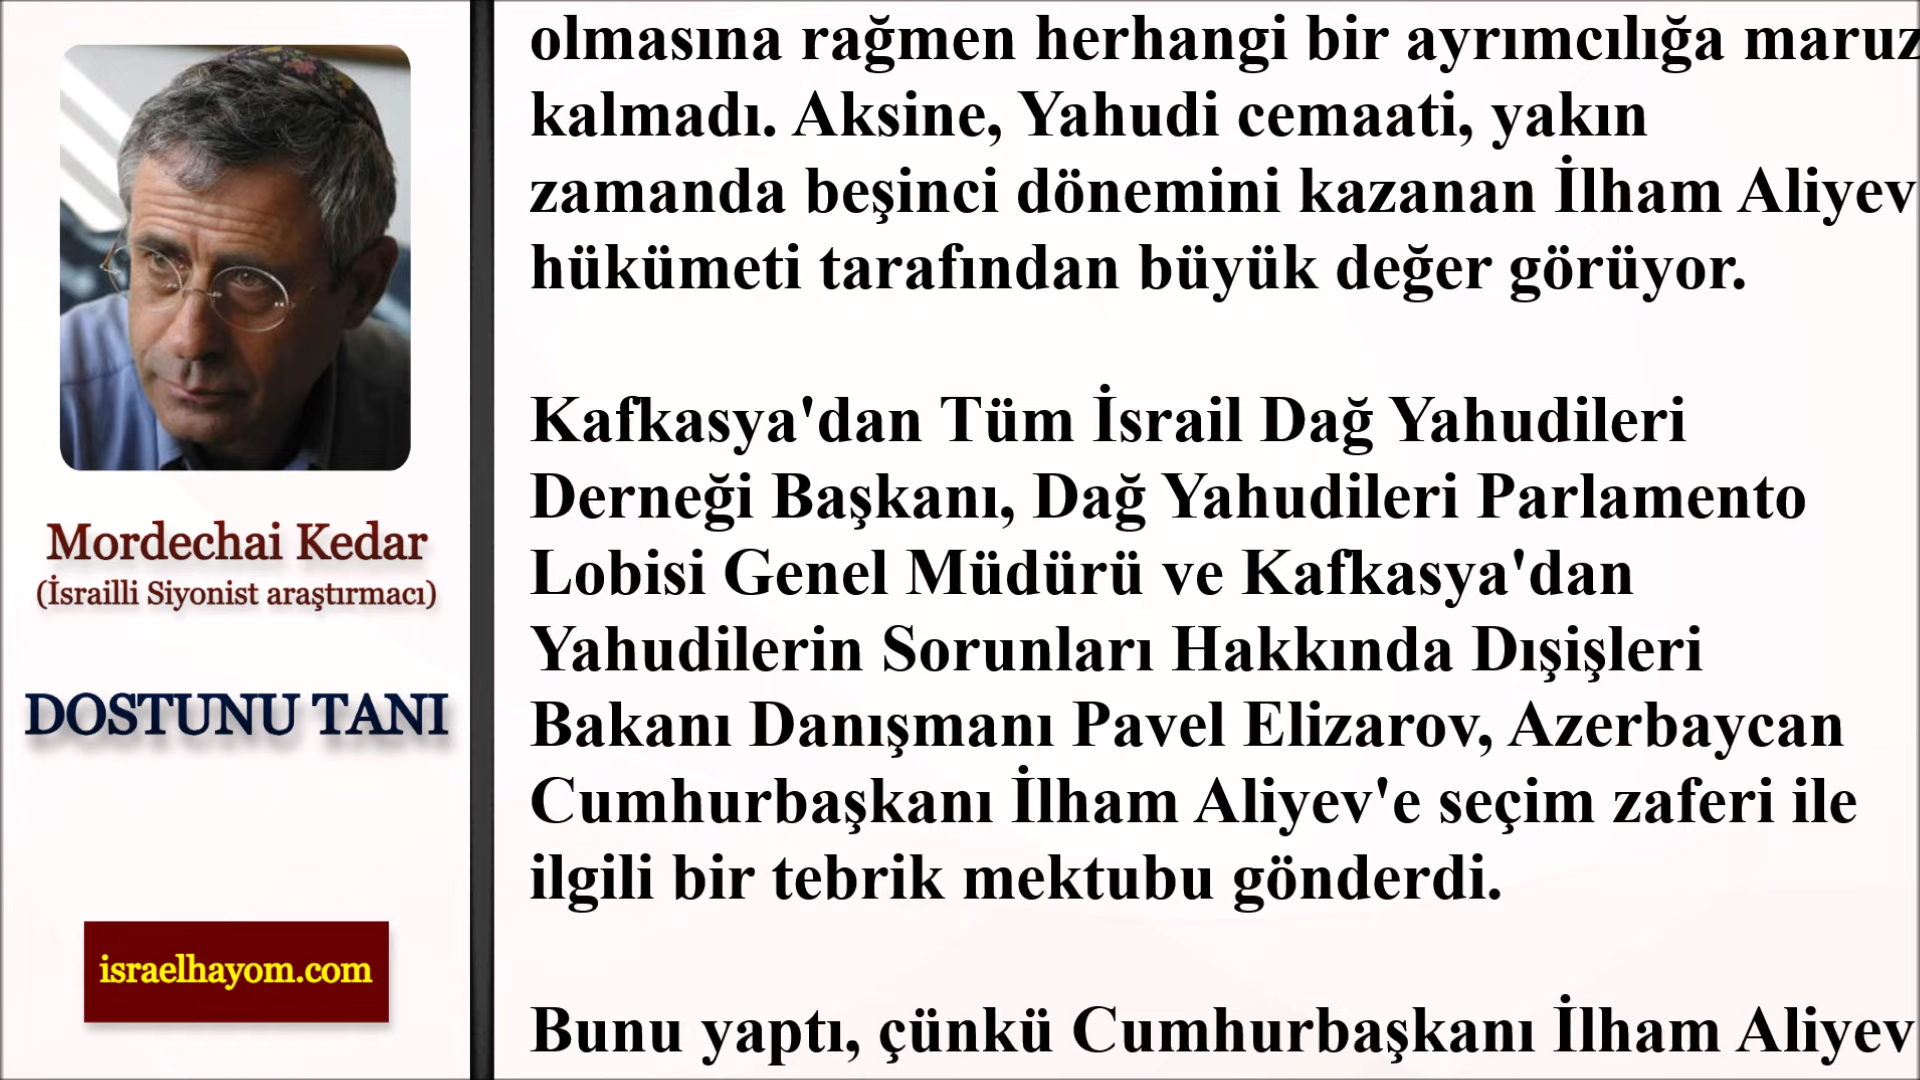 Mordechai Kedar
(İsrailli Siyonist araştırmacı)
DOSTUNU TANI
israelhayom.com
olmasına rağmen herhangi bir ayrımcılığa maruz
kalmadı. Aksine, Yahudi cemaati, yakın
zamanda beşinci dönemini kazanan İlham Aliyev
hükümeti tarafından büyük değer görüyor.
Kafkasya'dan Tüm İsrail Dağ Yahudileri
Derneği Başkanı, Dağ Yahudileri Parlamento
Lobisi Genel Müdürü ve Kafkasya'dan
Yahudilerin Sorunları Hakkında Dışişleri
Bakanı Danışmanı Pavel Elizarov, Azerbaycan
Cumhurbaşkanı İlham Aliyev'e seçim zaferi ile
ilgili bir tebrik mektubu gönderdi.
Bunu yaptı, çünkü Cumhurbaşkanı İlham Aliyev